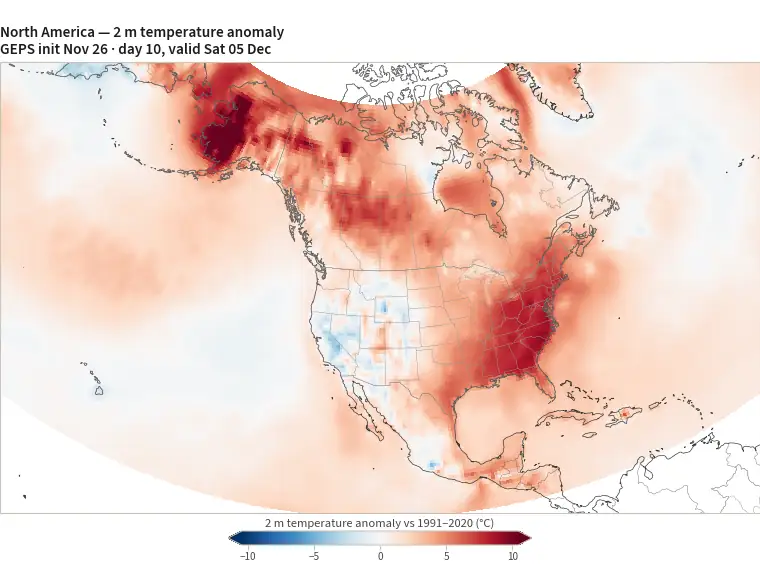 North America — 2 m temperature anomaly
GEPS init Nov 26 · day 10, valid Sat 05 Dec
2 m temperature anomaly vs 1991–2020 (°C)
−10 −5 0 5 10